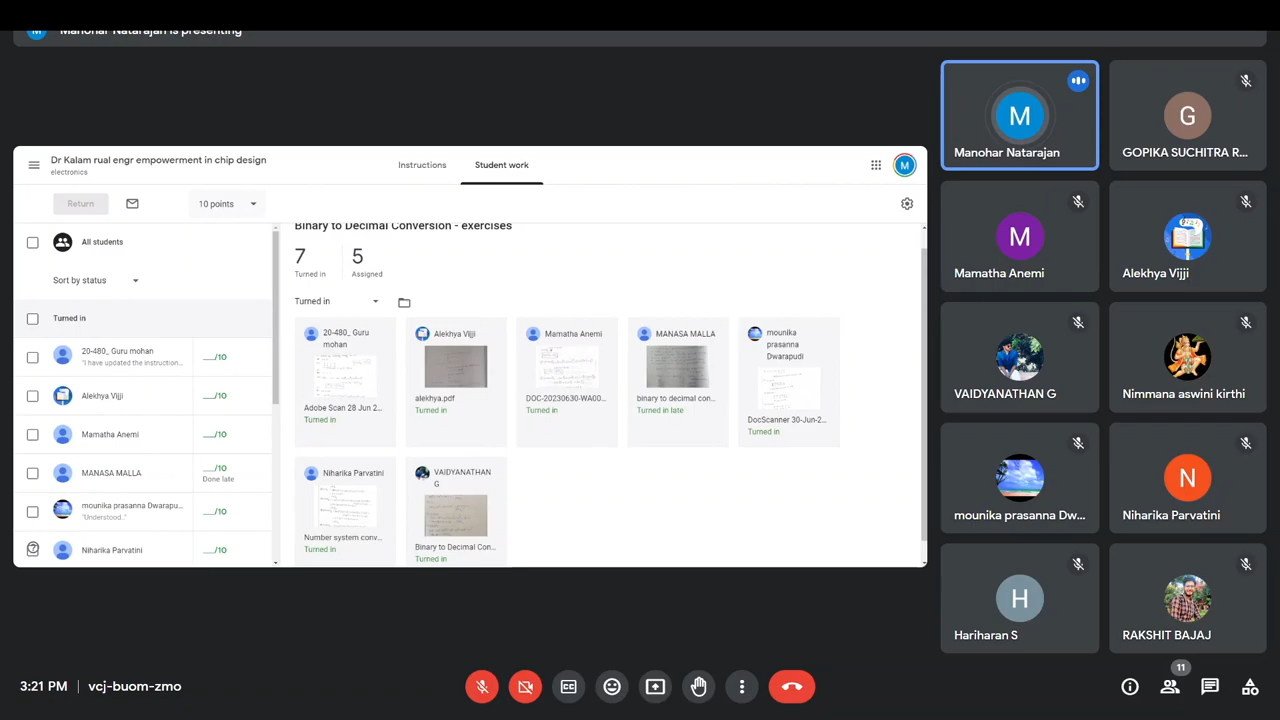 Manohar Natarajan is presenting
Dr Kalam rual engr empowerment in chip design
electronics
Instructions
Student work
M
Return
10 points
All students
Sort by status
Turned in
20-480_ Guru mohan
"I have updated the instruction...
___/10
Alekhya Vijji
___/10
Mamatha Anemi
___/10
MANASA MALLA
___/10
Done late
mounika prasanna Dwarapu...
"Understood.."
___/10
Niharika Parvatini
___/10
Binary to Decimal Conversion - exercises
7
Turned in
5
Assigned
Turned in
20-480_ Guru
mohan
Adobe Scan 28 Jun 2...
Turned in
Alekhya Vijji
alekhya.pdf
Turned in
Mamatha Anemi
DOC-20230630-WA00...
Turned in
MANASA MALLA
binary to decimal con...
Turned in late
mounika
prasanna
Dwarapudi
DocScanner 30-Jun-2...
Turned in
Niharika Parvatini
Number system conv...
Turned in
VAIDYANATHAN
G
Binary to Decimal Con...
Turned in
M
Manohar Natarajan
G
GOPIKA SUCHITRA R...
M
Mamatha Anemi
Alekhya Vijji
VAIDYANATHAN G
Nimmana aswini kirthi
mounika prasanna Dw...
N
Niharika Parvatini
H
Hariharan S
RAKSHIT BAJAJ
3:21 PM
vcj-buom-zmo
11